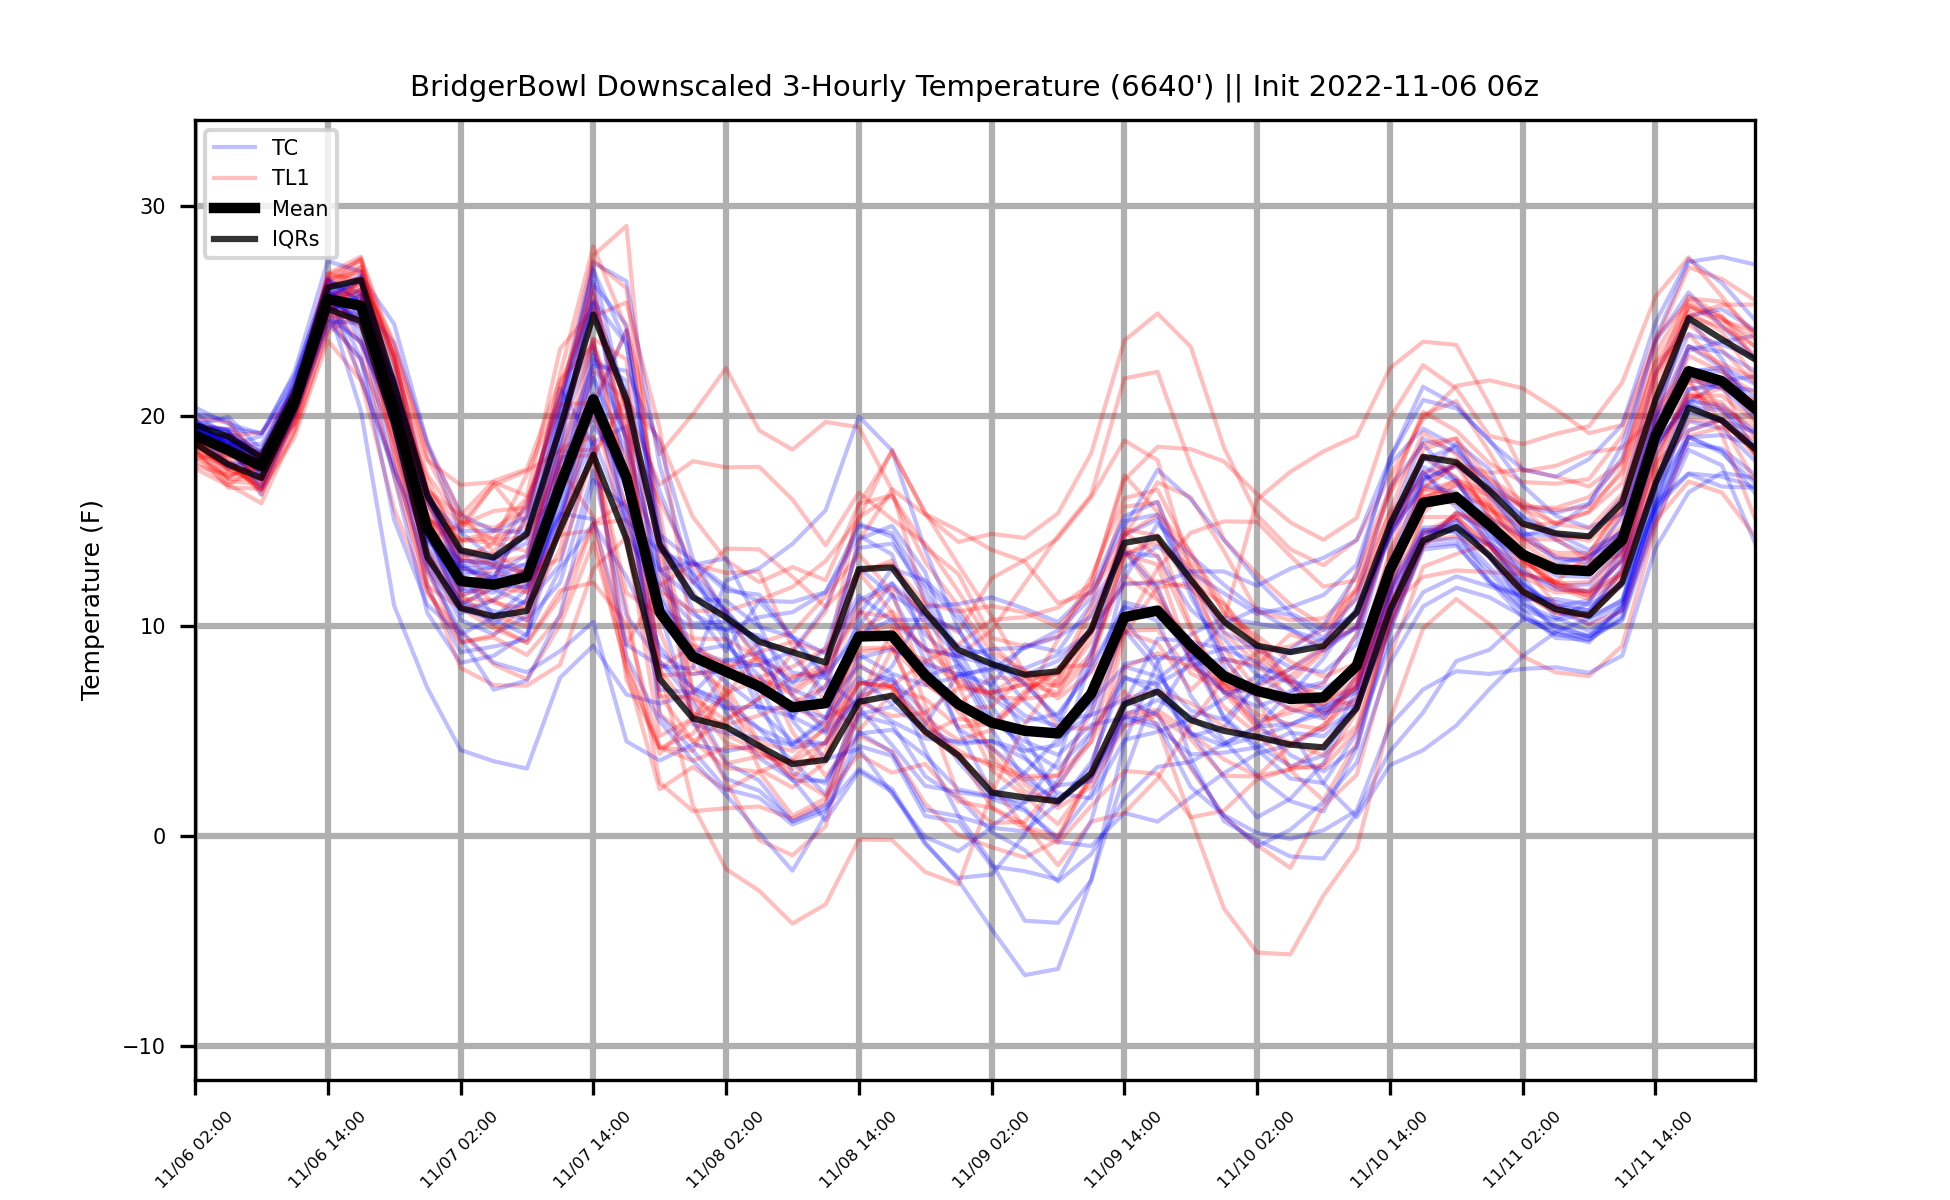 BridgerBowl Downscaled 3-Hourly Temperature (6640') || Init 2022-11-06 06z
TC
TL1
Mean
IQRs
Temperature (F)
30
20
10
0
−10
11/06 02:00
11/06 14:00
11/07 02:00
11/07 14:00
11/08 02:00
11/08 14:00
11/09 02:00
11/09 14:00
11/10 02:00
11/10 14:00
11/11 02:00
11/11 14:00